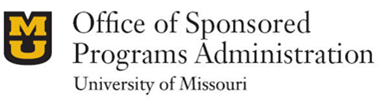 MU
Office of Sponsored
Programs Administration
University of Missouri